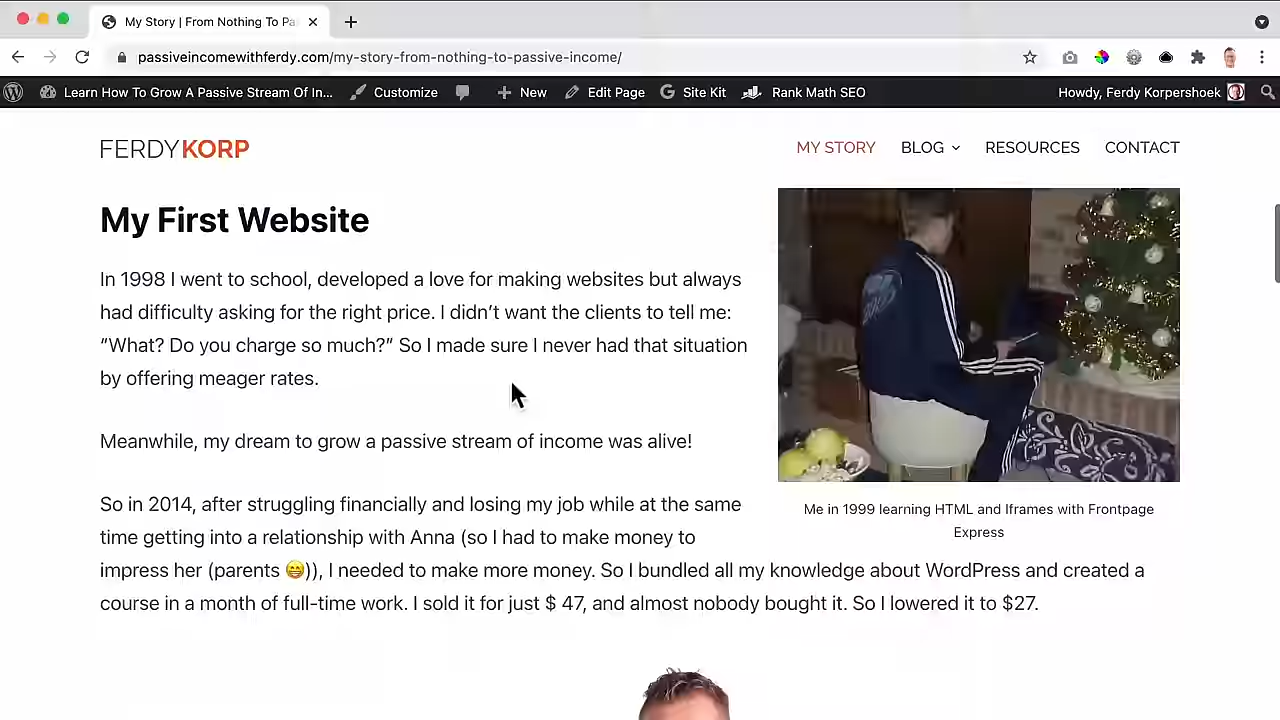 My Story | From Nothing To Pa
passiveincomewithferdy.com/my-story-from-nothing-to-passive-income/
Learn How To Grow A Passive Stream Of In... Customize New Edit Page Site Kit Rank Math SEO Howdy, Ferdy Korpershoek
FERDYKORP MY STORY BLOG RESOURCES CONTACT
My First Website
In 1998 I went to school, developed a love for making websites but always
had difficulty asking for the right price. I didn’t want the clients to tell me:
“What? Do you charge so much?” So I made sure I never had that situation
by offering meager rates.
Meanwhile, my dream to grow a passive stream of income was alive!
Me in 1999 learning HTML and Iframes with Frontpage
Express
So in 2014, after struggling financially and losing my job while at the same
time getting into a relationship with Anna (so I had to make money to
impress her (parents 😁)), I needed to make more money. So I bundled all my knowledge about WordPress and created a
course in a month of full-time work. I sold it for just $ 47, and almost nobody bought it. So I lowered it to $27.